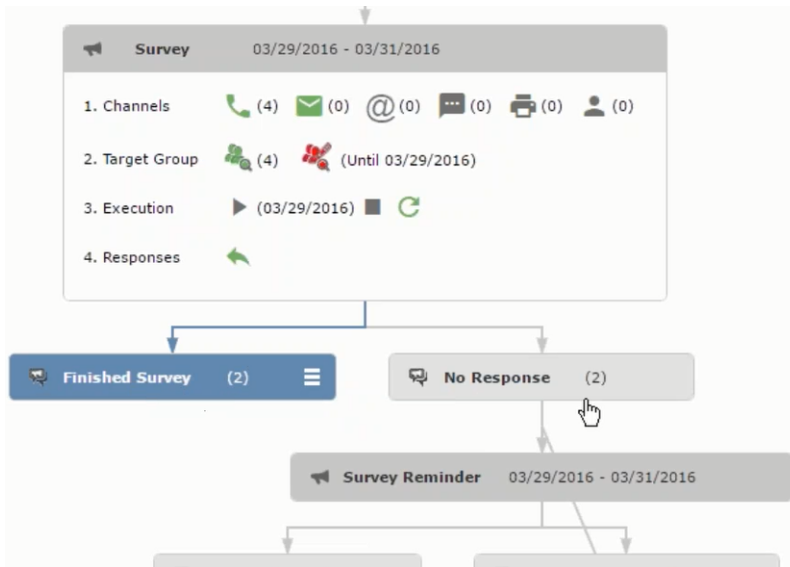 Survey 03/29/2016 - 03/31/2016
1. Channels (4) (0) @ (0) (0) (0) (0)
2. Target Group (4) (Until 03/29/2016)
3. Execution (03/29/2016)
4. Responses
Finished Survey (2)
No Response (2)
Survey Reminder 03/29/2016 - 03/31/2016